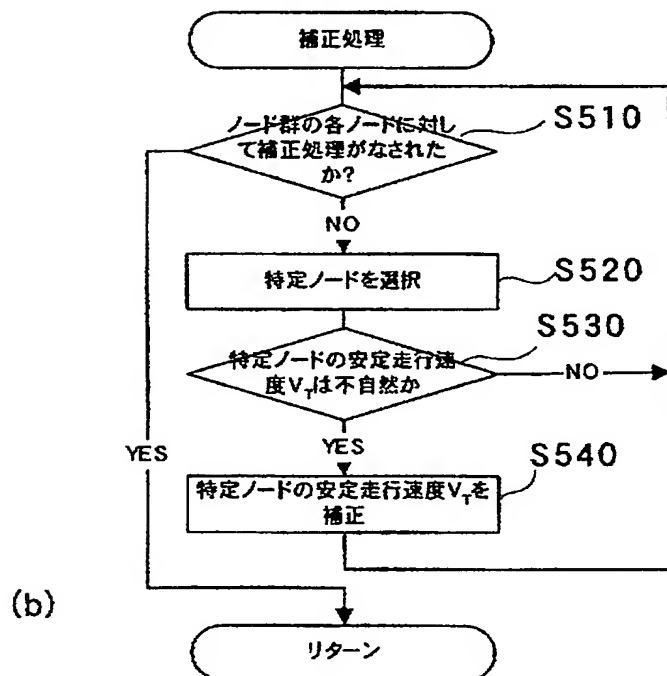 補正処理
ノード群の各ノードに対し
て補正処理がなされた
か?
S510
NO
特定ノードを選択
S520
特定ノードの安定走行速
度V_Tは不自然か
S530
NO
YES
YES
特定ノードの安定走行速度V_Tを
補正
S540
(b)
リターン